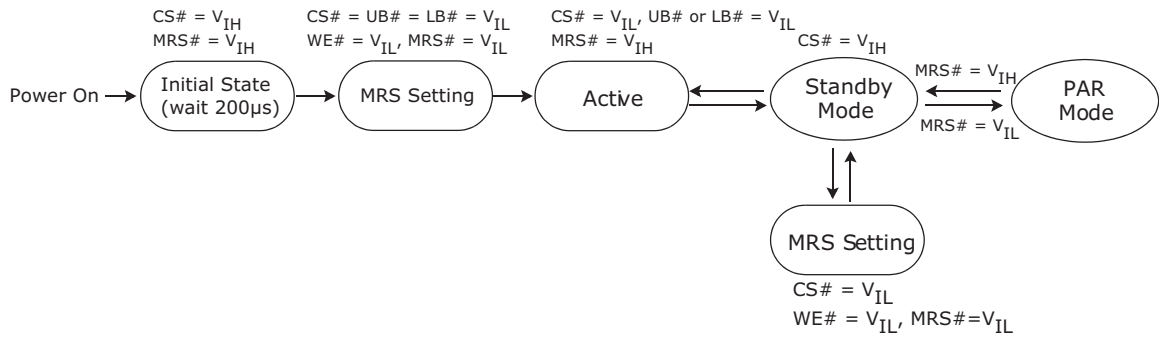 CS# = VIH
MRS# = VIH
CS# = UB# = LB# = VIL
WE# = VIL, MRS# = VIL
CS# = VIL, UB# or LB# = VIL
MRS# = VIH
CS# = VIH
Power On
Initial State
(wait 200μs)
MRS Setting
Active
Standby
Mode
MRS# = VIH
MRS# = VIL
PAR
Mode
MRS Setting
CS# = VIL
WE# = VIL, MRS#=VIL